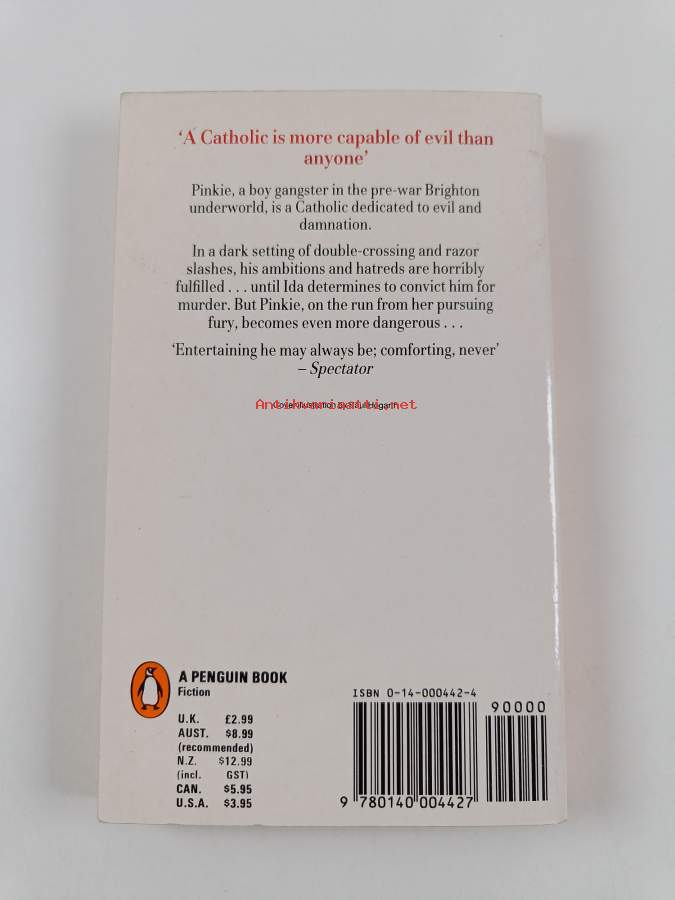 ‘A Catholic is more capable of evil than
anyone’
Pinkie, a boy gangster in the pre-war Brighton
underworld, is a Catholic dedicated to evil and
damnation.
In a dark setting of double-crossing and razor
slashes, his ambitions and hatreds are horribly
fulfilled . . . until Ida determines to convict him for
murder. But Pinkie, on the run from her pursuing
fury, becomes even more dangerous . . .
‘Entertaining he may always be; comforting, never’
– Spectator
Antikvariaatti.net
A PENGUIN BOOK
Fiction
U.K. £2.99
AUST. $8.99
(recommended)
N.Z. $12.99
(incl. GST)
CAN. $5.95
U.S.A. $3.95
ISBN 0-14-000442-4
90000
9 780140 004427